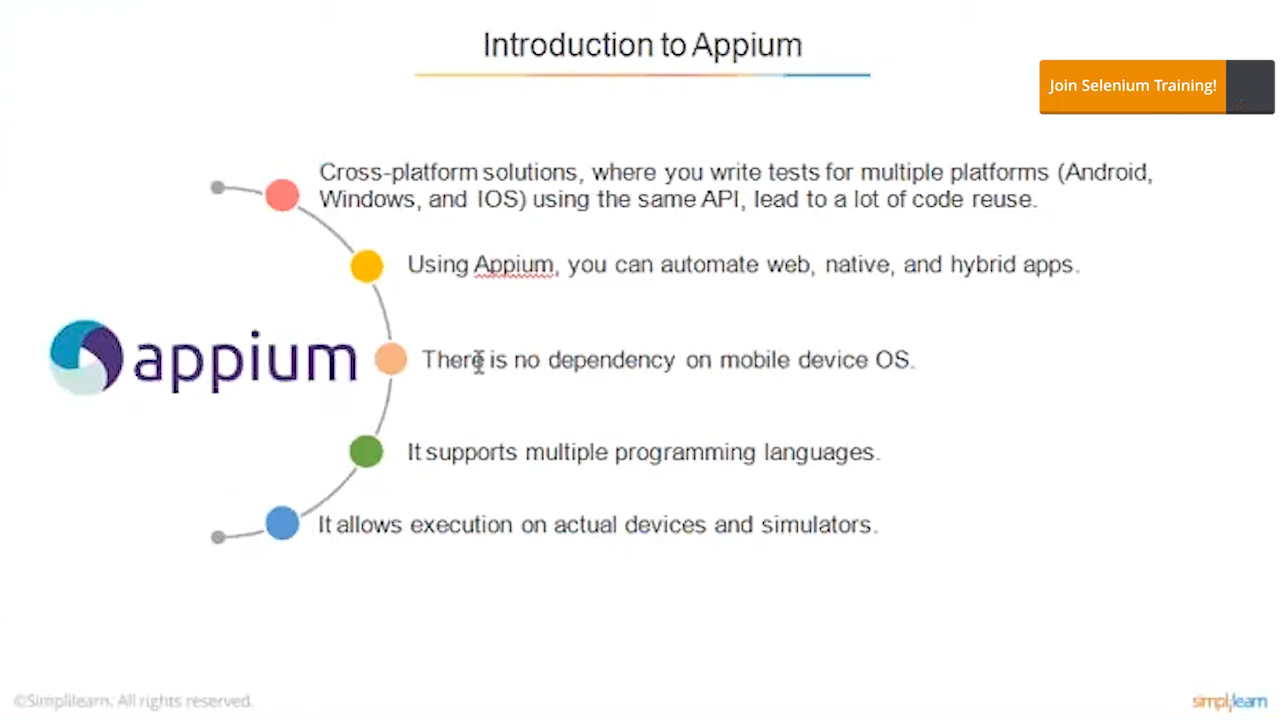 Introduction to Appium
Join Selenium Training!
Cross-platform solutions, where you write tests for multiple platforms (Android,
Windows, and IOS) using the same API, lead to a lot of code reuse.
Using Appium, you can automate web, native, and hybrid apps.
appium
There is no dependency on mobile device OS.
It supports multiple programming languages.
It allows execution on actual devices and simulators.
©Simplilearn. All rights reserved.
simplilearn